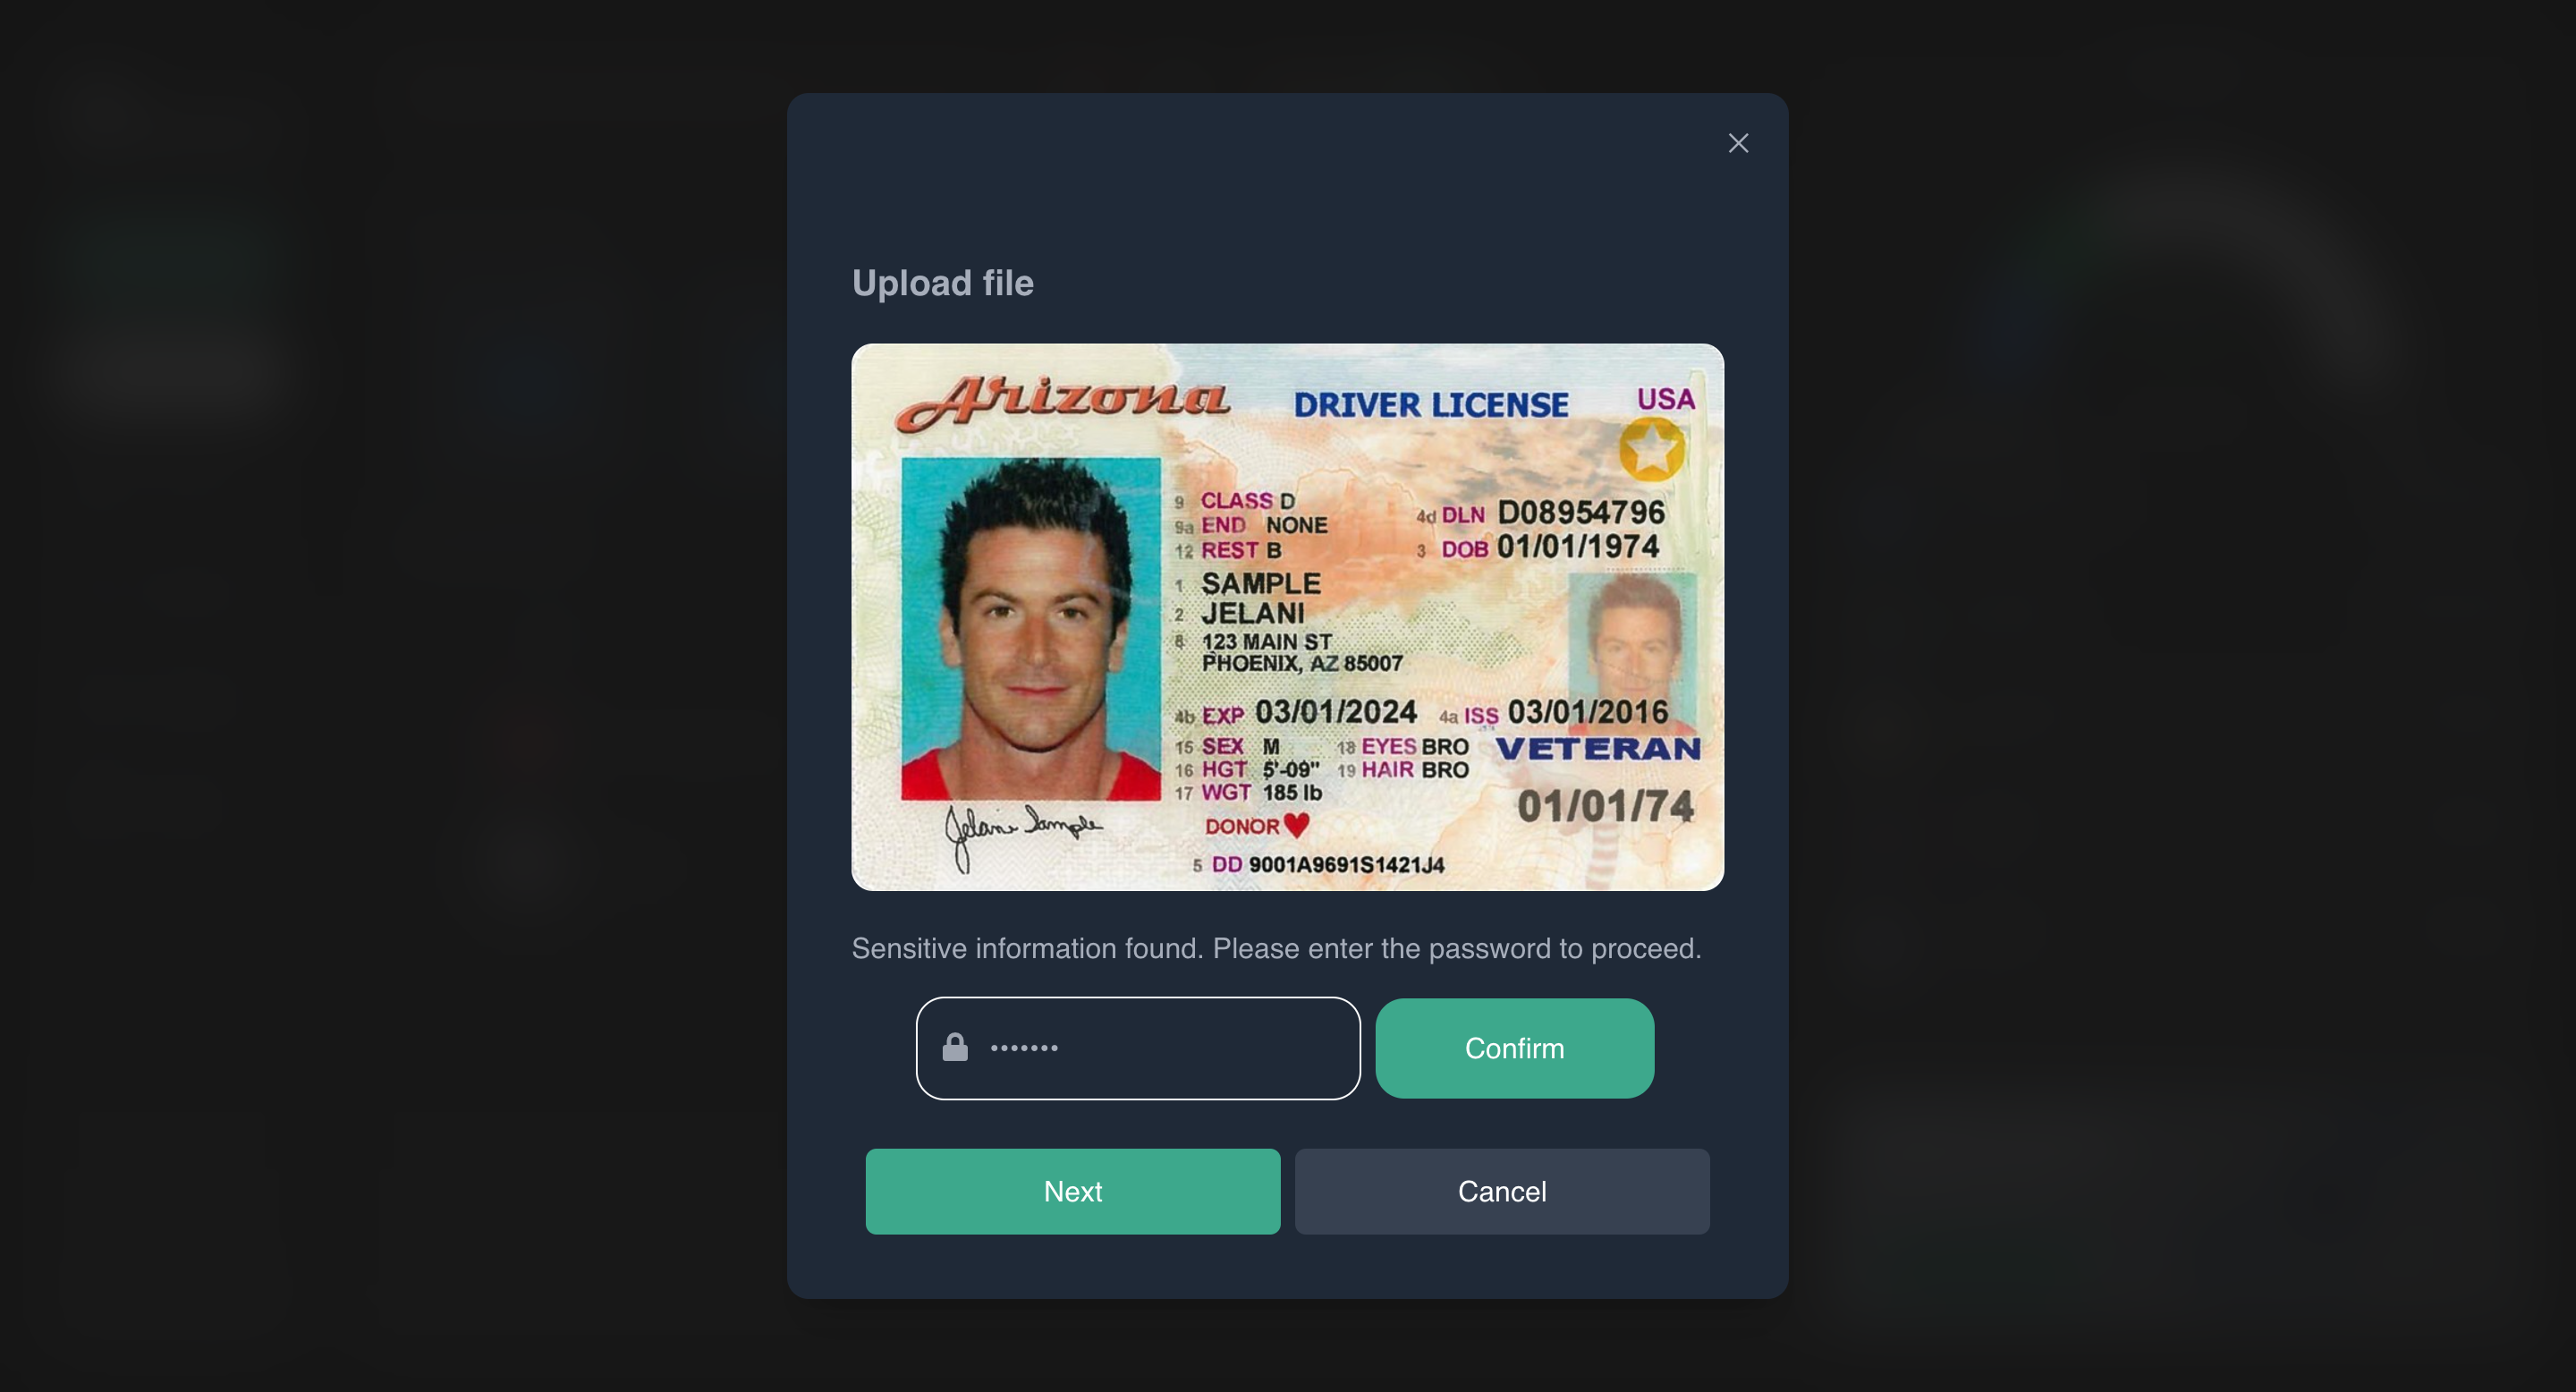 Upload file
Arizona DRIVER LICENSE USA
9 CLASS D
9a END NONE 4d DLN D08954796
12 REST B 3 DOB 01/01/1974
1 SAMPLE
2 JELANI
8 123 MAIN ST
PHOENIX, AZ 85007
4b EXP 03/01/2024 4a ISS 03/01/2016
15 SEX M 18 EYES BRO VETERAN
16 HGT 5'-09" 19 HAIR BRO
17 WGT 185 lb
01/01/74
Jelani Sample DONOR
5 DD 9001A9691S1421J4
Sensitive information found. Please enter the password to proceed.
Confirm
Next Cancel